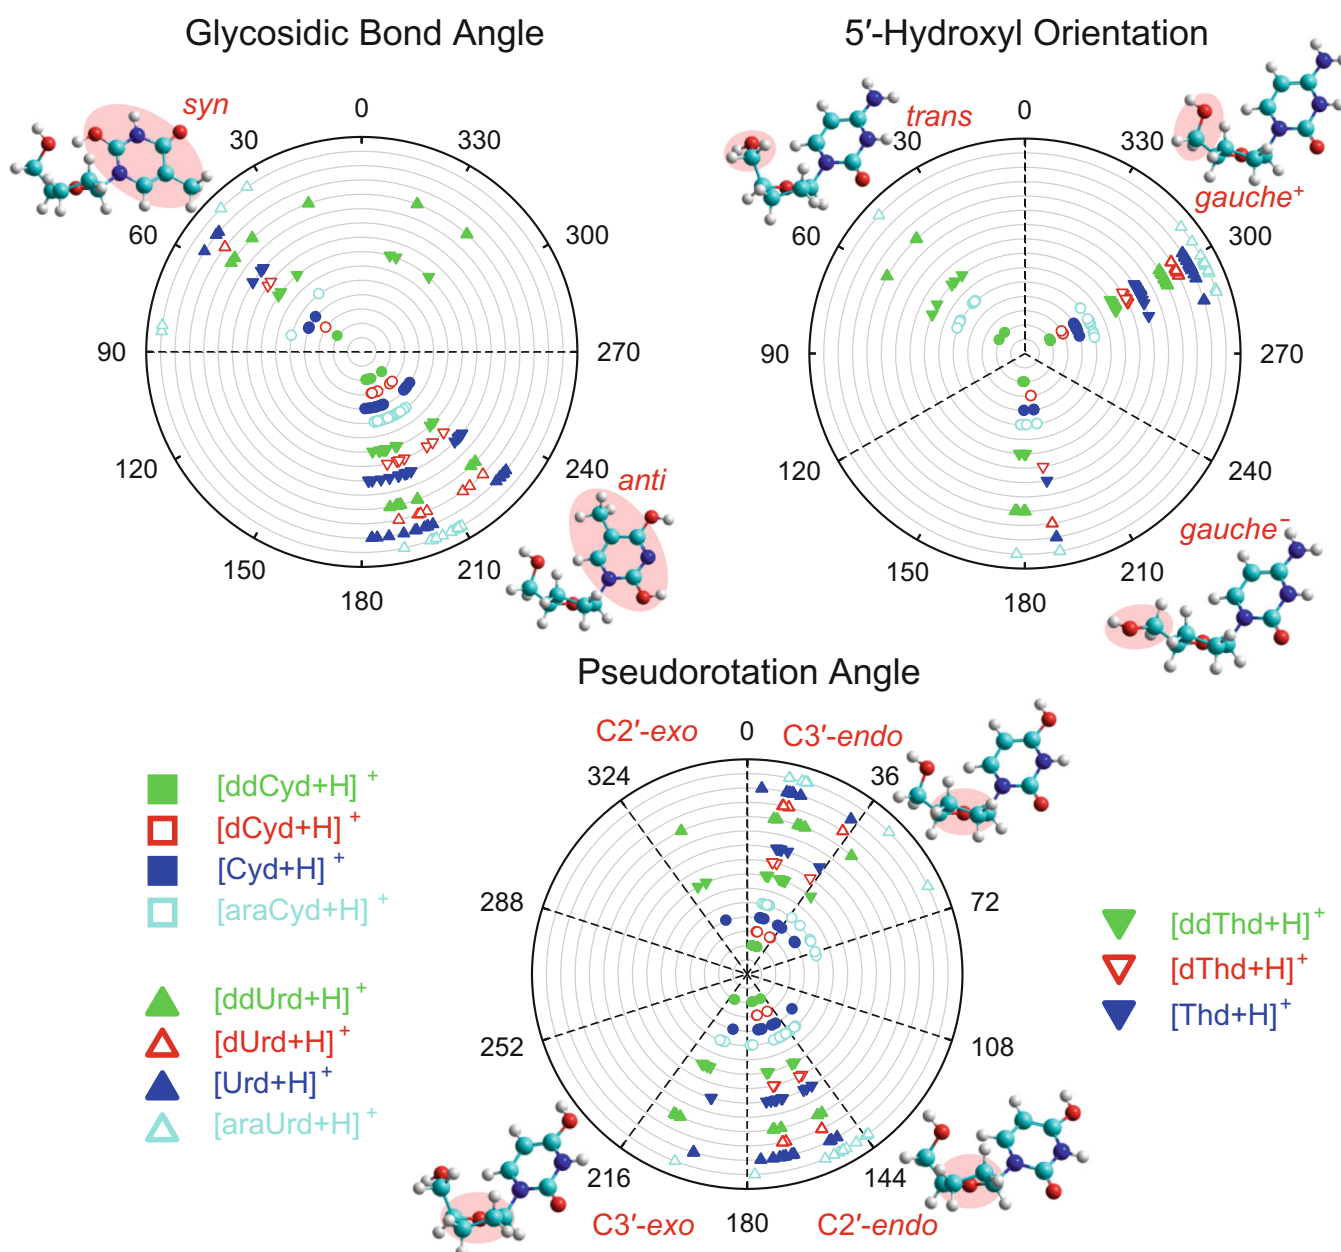 Glycosidic Bond Angle
5′-Hydroxyl Orientation
syn
0
30
330
60
300
90
270
120
240
anti
150
210
180
trans
0
30
330
gauche⁺
60
300
90
270
120
240
gauche⁻
150
210
180
Pseudorotation Angle
C2′-exo
0
C3′-endo
324
36
288
72
252
108
216
144
C3′-exo
180
C2′-endo
[ddCyd+H]⁺
[dCyd+H]⁺
[Cyd+H]⁺
[araCyd+H]⁺
[ddUrd+H]⁺
[dUrd+H]⁺
[Urd+H]⁺
[araUrd+H]⁺
[ddThd+H]⁺
[dThd+H]⁺
[Thd+H]⁺